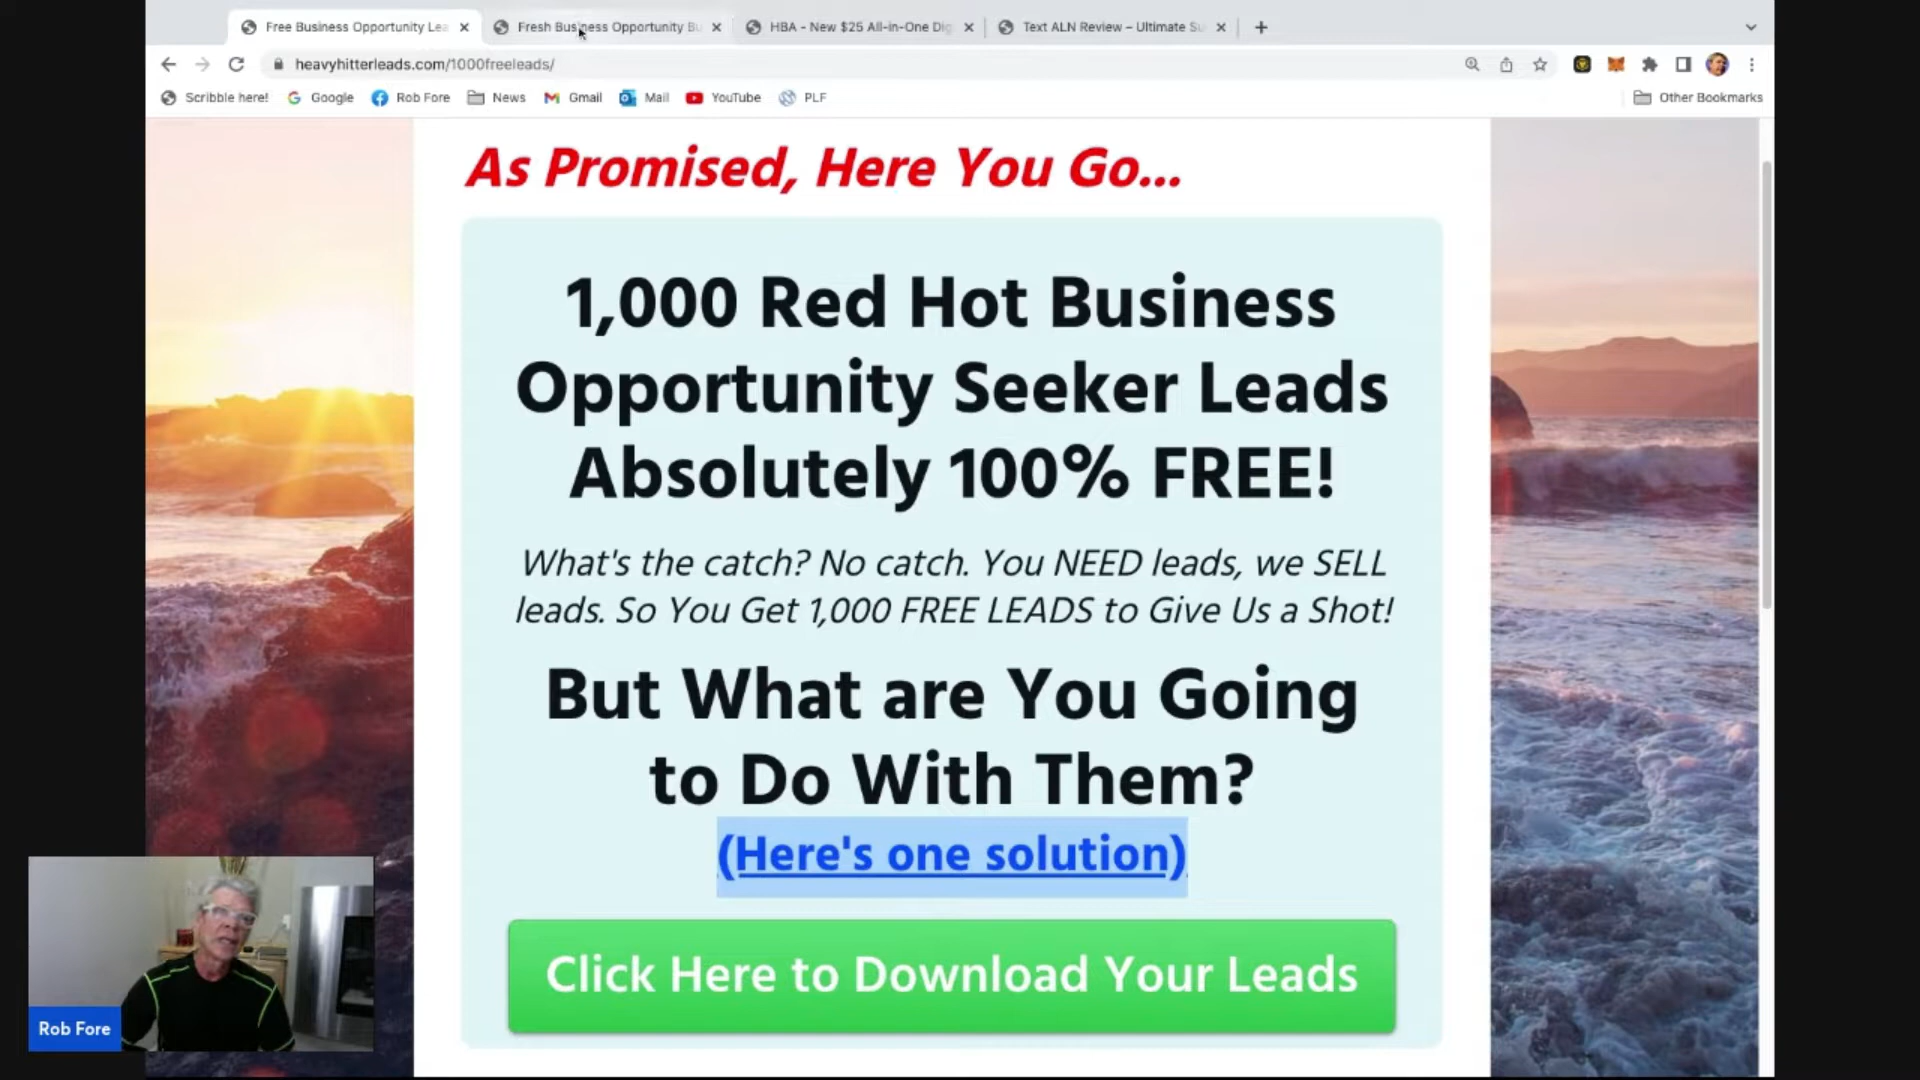 Free Business Opportunity Lea
Fresh Business Opportunity Bu
HBA - New $25 All-in-One Dig
Text ALN Review – Ultimate Su
heavyhitterleads.com/1000freeleads/
Scribble here!
Google
Rob Fore
News
Gmail
Mail
YouTube
PLF
Other Bookmarks
As Promised, Here You Go...
1,000 Red Hot Business
Opportunity Seeker Leads
Absolutely 100% FREE!
What's the catch? No catch. You NEED leads, we SELL
leads. So You Get 1,000 FREE LEADS to Give Us a Shot!
But What are You Going
to Do With Them?
(Here's one solution)
Click Here to Download Your Leads
Rob Fore